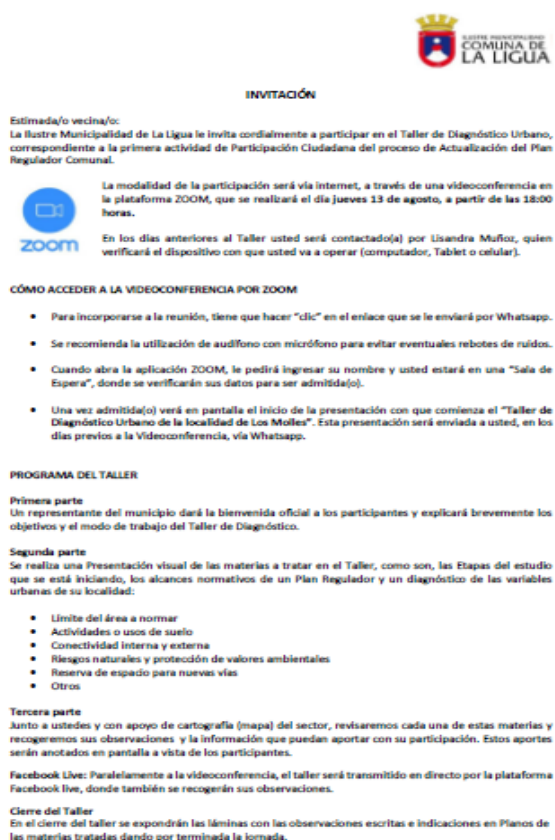 ILUSTRE MUNICIPALIDAD
COMUNA DE
LA LIGUA
INVITACIÓN
Estimada/o vecina/o:
La Ilustre Municipalidad de La Ligua le invita cordialmente a participar en el Taller de Diagnóstico Urbano,
correspondiente a la primera actividad de Participación Ciudadana del proceso de Actualización del Plan
Regulador Comunal.
zoom
La modalidad de la participación será vía internet, a través de una videoconferencia en
la plataforma ZOOM, que se realizará el día jueves 13 de agosto, a partir de las 18:00
horas.
En los días anteriores al Taller usted será contactado(a) por Lisandra Muñoz, quien
verificará el dispositivo con que usted va a operar (computador, Tablet o celular).
CÓMO ACCEDER A LA VIDEOCONFERENCIA POR ZOOM
• Para incorporarse a la reunión, tiene que hacer "clic" en el enlace que se le enviará por Whatsapp.
• Se recomienda la utilización de audífono con micrófono para evitar eventuales rebotes de ruidos.
• Cuando abra la aplicación ZOOM, le pedirá ingresar su nombre y usted estará en una "Sala de
Espera", donde se verificarán sus datos para ser admitida(o).
• Una vez admitida(o) verá en pantalla el inicio de la presentación con que comienza el "Taller de
Diagnóstico Urbano de la localidad de Los Molles". Esta presentación será enviada a usted, en los
días previos a la Videoconferencia, vía Whatsapp.
PROGRAMA DEL TALLER
Primera parte
Un representante del municipio dará la bienvenida oficial a los participantes y explicará brevemente los
objetivos y el modo de trabajo del Taller de Diagnóstico.
Segunda parte
Se realiza una Presentación visual de las materias a tratar en el Taller, como son, las Etapas del estudio
que se está iniciando, los alcances normativos de un Plan Regulador y un diagnóstico de las variables
urbanas de su localidad:
• Límite del área a normar
• Actividades o usos de suelo
• Conectividad interna y externa
• Riesgos naturales y protección de valores ambientales
• Reserva de espacio para nuevas vías
• Otros
Tercera parte
Junto a ustedes y con apoyo de cartografía (mapa) del sector, revisaremos cada una de estas materias y
recogeremos sus observaciones y la información que puedan aportar con su participación. Estos aportes
serán anotados en pantalla a vista de los participantes.
Facebook Live: Paralelamente a la videoconferencia, el taller será transmitido en directo por la plataforma
Facebook live, donde también se recogerán sus observaciones.
Cierre del Taller
En el cierre del taller se expondrán las láminas con las observaciones escritas e indicaciones en Planos de
las materias tratadas dando por terminada la jornada.